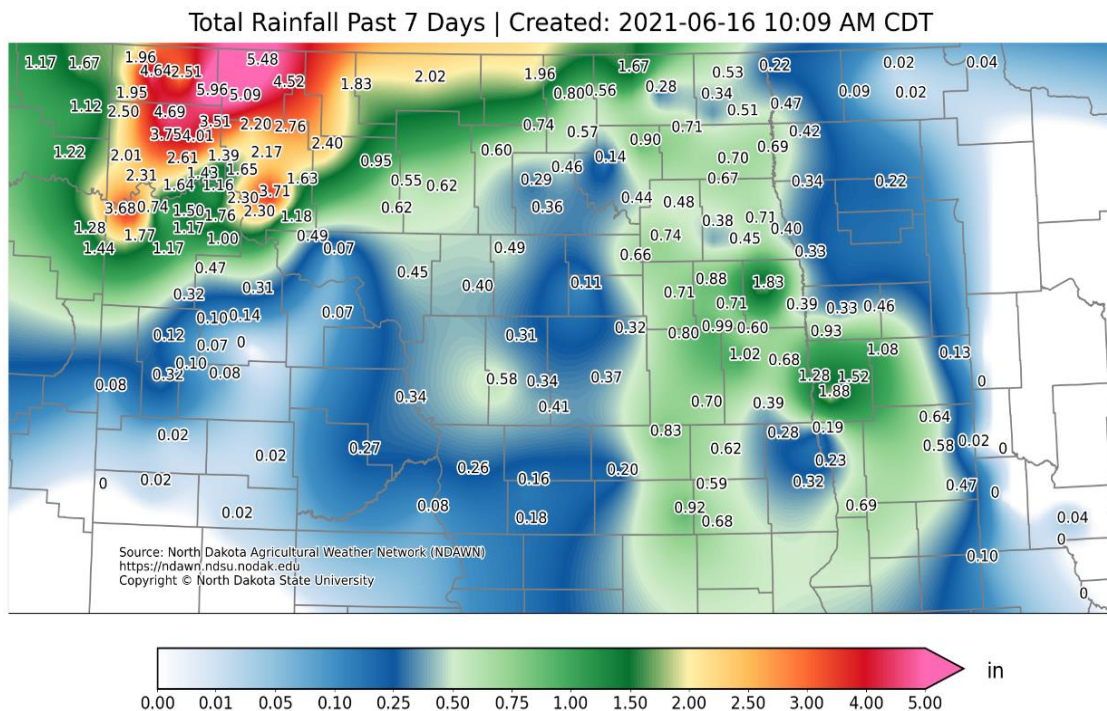 Total Rainfall Past 7 Days | Created: 2021-06-16 10:09 AM CDT
1.17 1.67 1.96 5.48 1.67 0.22 0.02 0.04
4.64 2.51 0.53
1.95 5.96 5.09 4.52 1.83 2.02 1.96 0.80 0.56 0.28 0.34 0.09 0.02
1.12 2.50 4.69 0.51 0.47
3.51 2.20 2.76 0.74 0.57 0.71 0.42
3.75 4.01 2.40 0.90 0.69
1.22 2.01 2.61 1.39 2.17 0.95 0.60 0.46 0.14 0.70
2.31 1.43 1.65 1.63 0.55 0.62 0.29 0.67 0.34 0.22
1.64 1.16 3.71 0.44 0.48
3.68 0.74 1.50 1.76 2.30 2.30 1.18 0.62 0.36 0.38 0.71
1.28 1.77 1.17 1.00 0.49 0.74 0.45 0.40
1.44 1.17 0.07 0.49 0.66 0.33
0.47 0.45 0.40 0.11 0.88 1.83
0.32 0.31 0.71 0.71 0.39 0.33 0.46
0.10 0.14 0.07 0.32 0.80 0.99 0.60 0.93
0.12 0.07 0 0.31 1.02 0.68 1.08 0.13
0.10
0.32 0.08 0.58 0.34 0.37 1.28 1.52 0
0.08 0.34 0.41 0.70 0.39 1.88
0.02 0.83 0.28 0.19 0.64
0.02 0.27 0.62 0.58 0.02 0
0.26 0.20 0.23
0 0.02 0.16 0.59 0.32 0.47 0
0.02 0.08 0.18 0.92 0.68 0.69 0.04
0
Source: North Dakota Agricultural Weather Network (NDAWN)
0.10
https://ndawn.ndsu.nodak.edu
Copyright © North Dakota State University
0
in
0.00 0.01 0.05 0.10 0.25 0.50 0.75 1.00 1.50 2.00 2.50 3.00 4.00 5.00